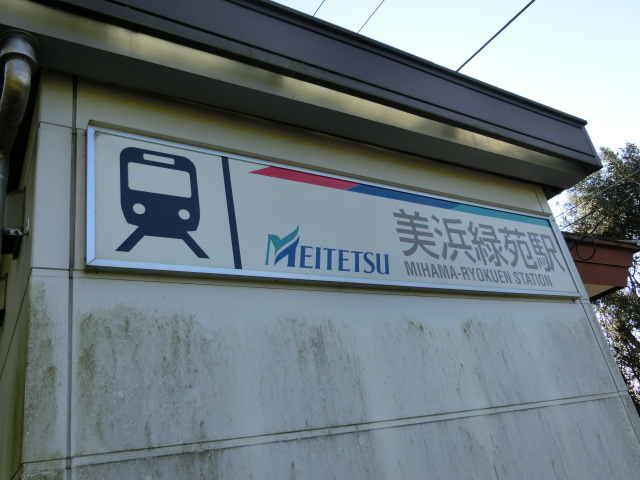 MEITETSU
美浜緑苑駅
MIHAMA-RYOKUEN STATION